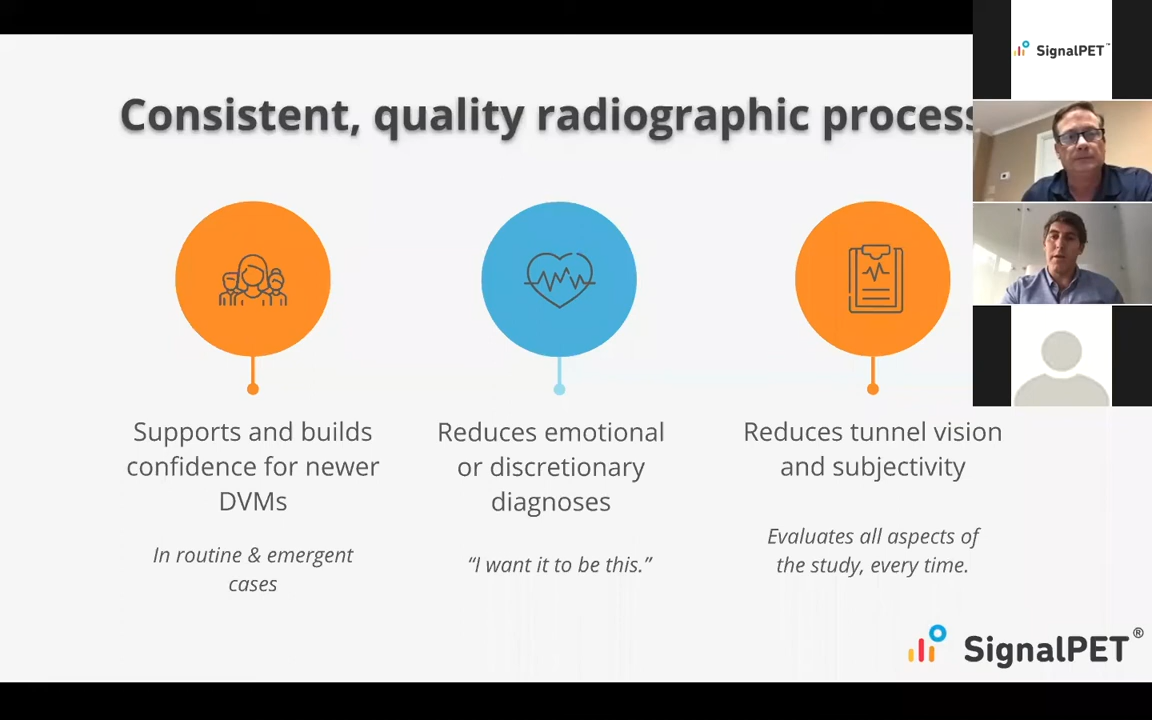 SignalPET™
Consistent, quality radiographic process
Supports and builds
confidence for newer
DVMs
In routine & emergent
cases
Reduces emotional
or discretionary
diagnoses
“I want it to be this.”
Reduces tunnel vision
and subjectivity
Evaluates all aspects of
the study, every time.
SignalPET®